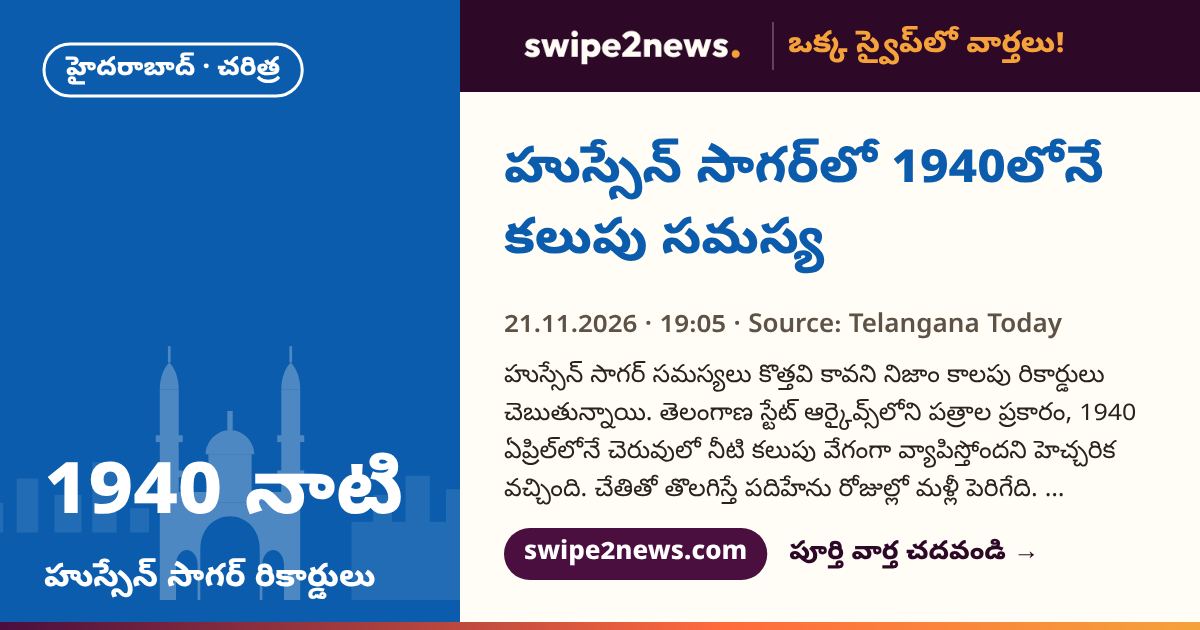 హైదరాబాద్ · చరిత్ర
1940 నాటి
హుస్సేన్ సాగర్ రికార్డులు
swipe2news.
ఒక్క స్వైప్‌లో వార్తలు!
హుస్సేన్ సాగర్‌లో 1940లోనే
కలుపు సమస్య
21.11.2026 · 19:05 · Source: Telangana Today
హుస్సేన్ సాగర్ సమస్యలు కొత్తవి కావని నిజాం కాలపు రికార్డులు
చెబుతున్నాయి. తెలంగాణ స్టేట్ ఆర్కైవ్స్‌లోని పత్రాల ప్రకారం, 1940
ఏప్రిల్‌లోనే చెరువులో నీటి కలుపు వేగంగా వ్యాపిస్తోందని హెచ్చరిక
వచ్చింది. చేతితో తొలగిస్తే పదిహేను రోజుల్లో మళ్లీ పెరిగేది. ...
swipe2news.com
పూర్తి వార్త చదవండి →